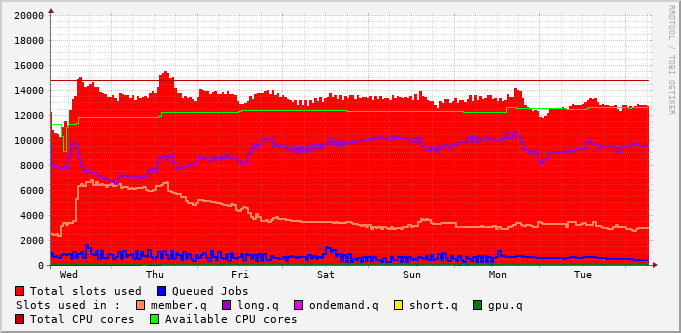 20000
18000
16000
14000
12000
10000
8000
6000
4000
2000
0
Wed Thu Fri Sat Sun Mon Tue
RRDTOOL / TOBI OETIKER
Total slots used Queued Jobs
Slots used in : member.q long.q ondemand.q short.q gpu.q
Total CPU cores Available CPU cores